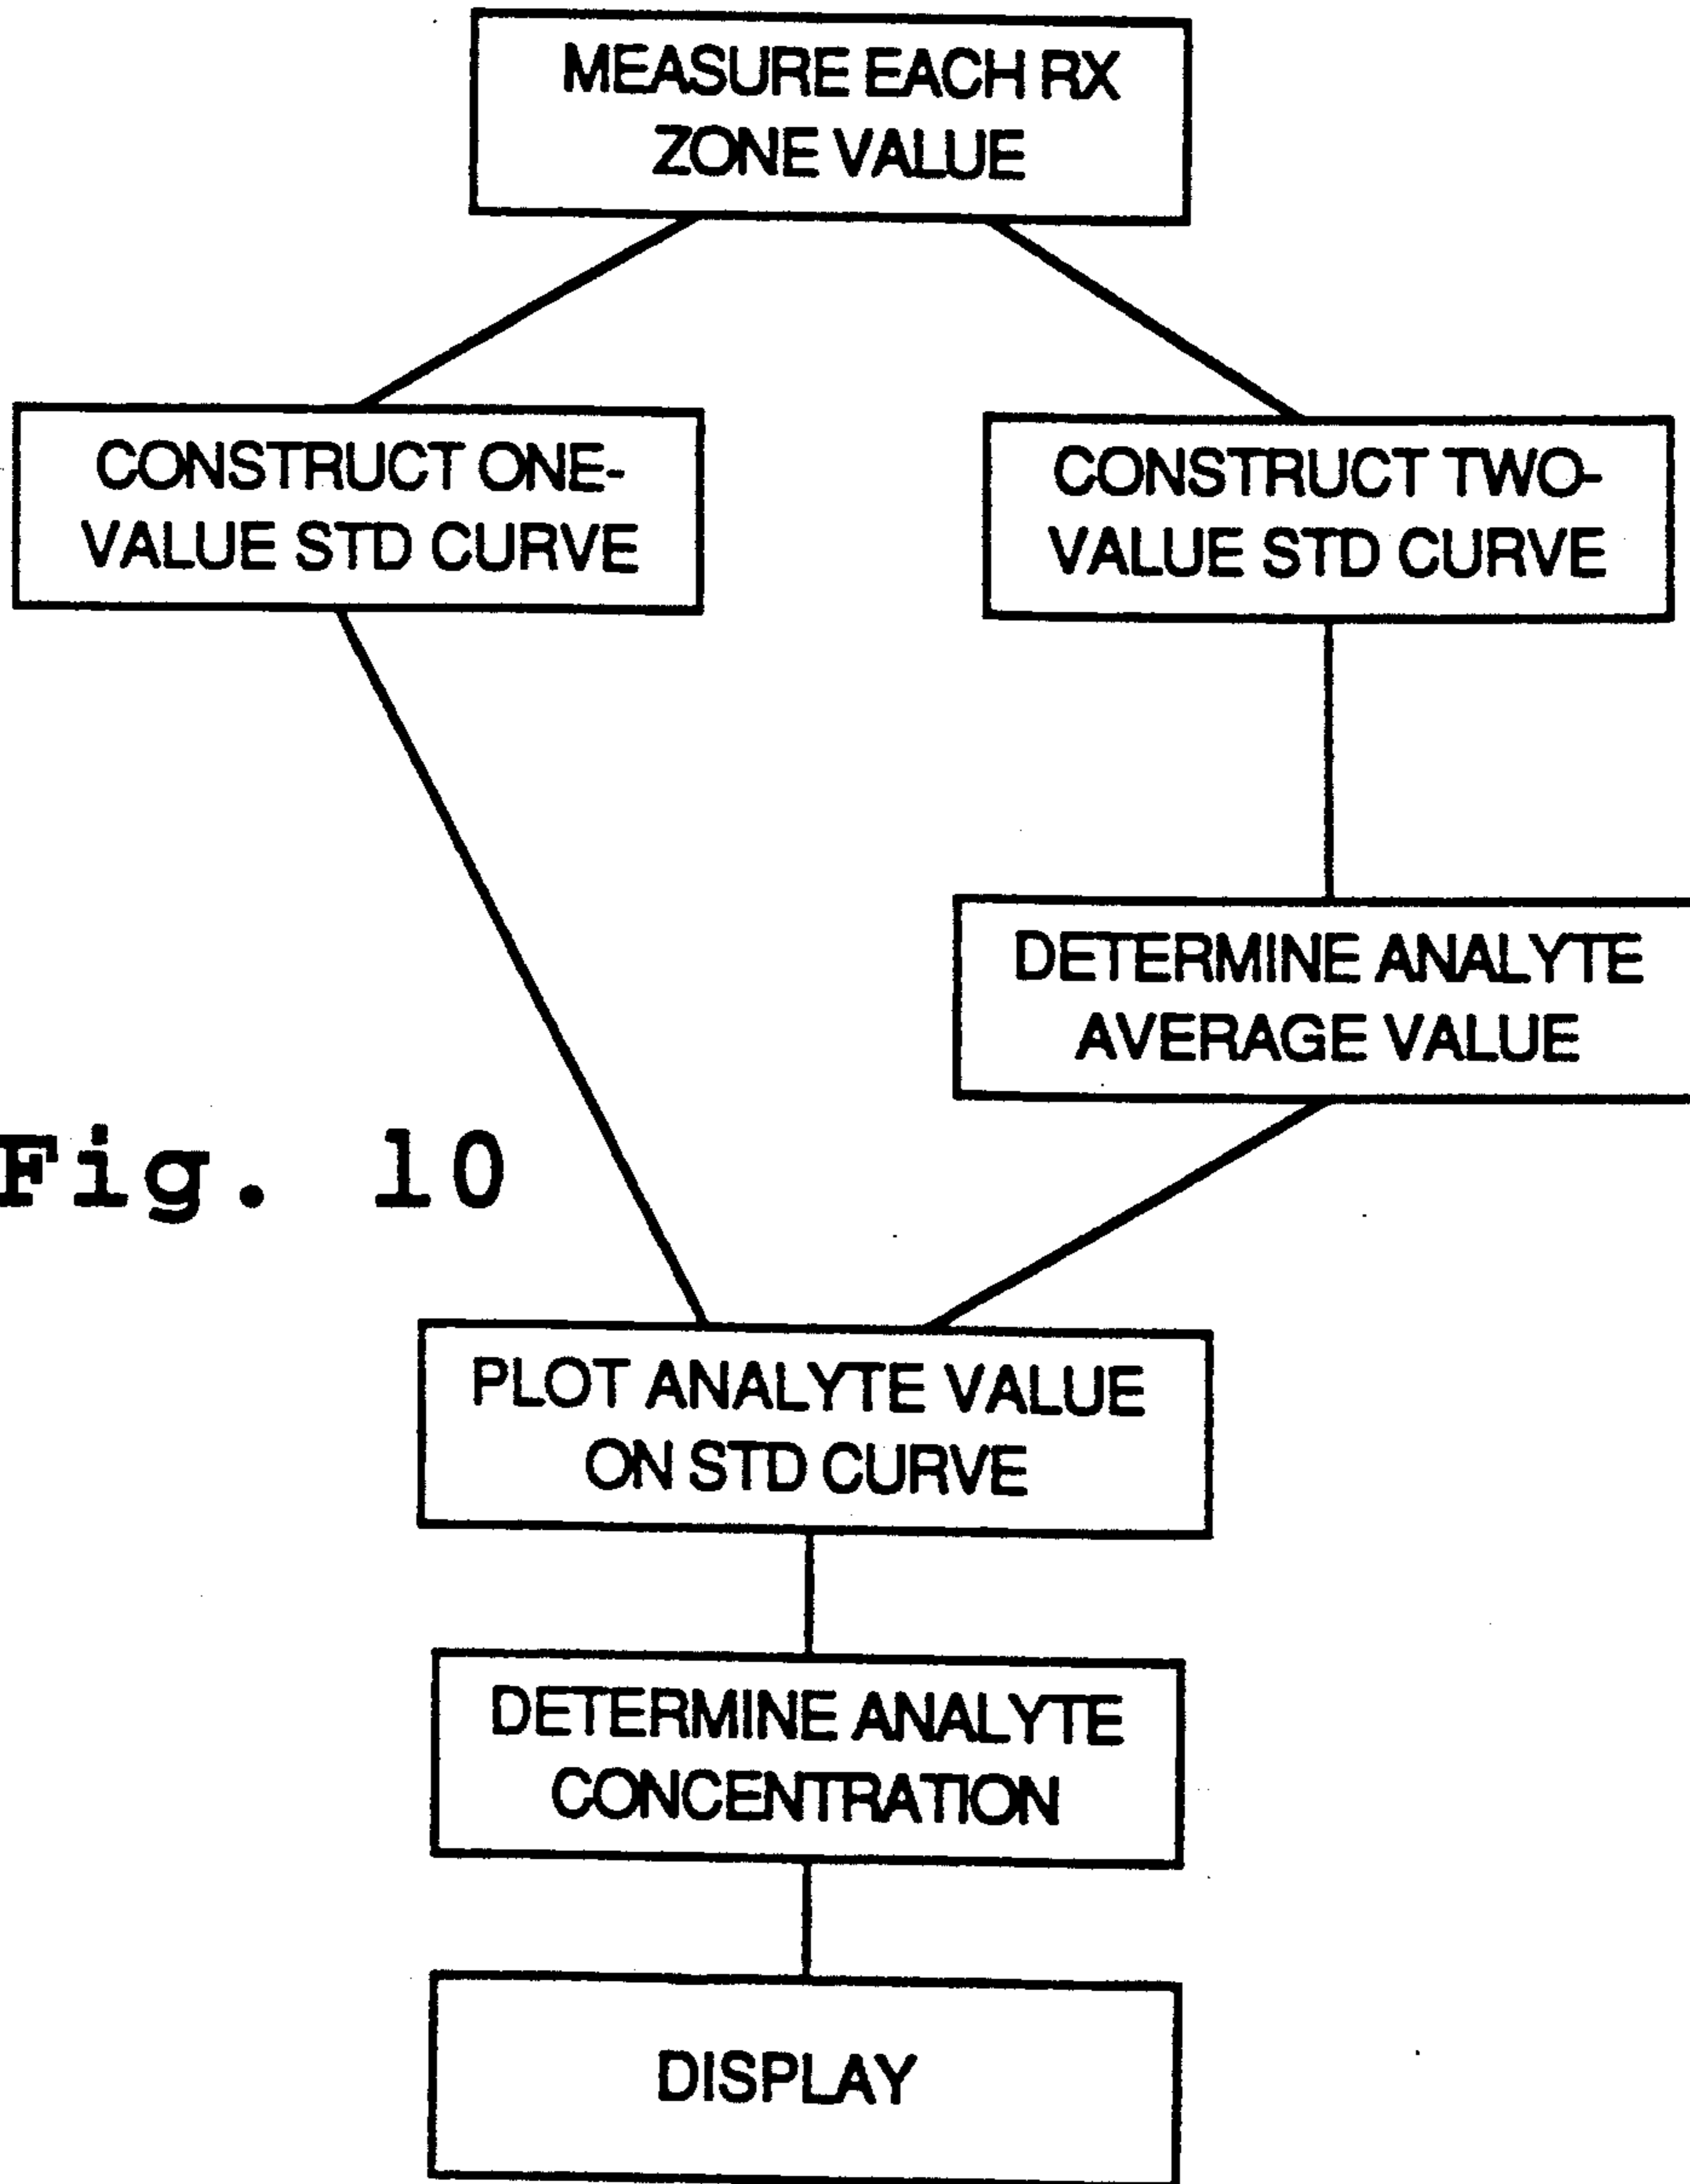 MEASURE EACH RX
ZONE VALUE
CONSTRUCT ONE-
VALUE STD CURVE
CONSTRUCT TWO-
VALUE STD CURVE
DETERMINE ANALYTE
AVERAGE VALUE
Fig. 10
PLOT ANALYTE VALUE
ON STD CURVE
DETERMINE ANALYTE
CONCENTRATION
DISPLAY